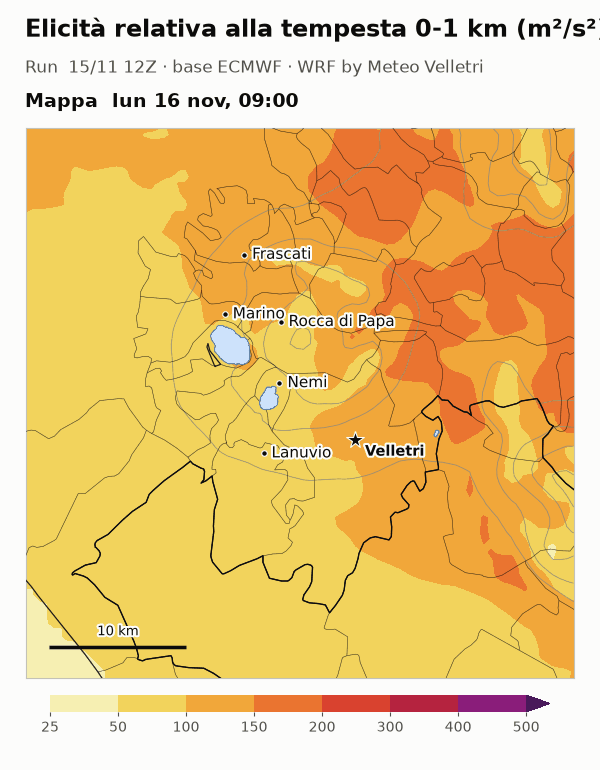 Elicità relativa alla tempesta 0-1 km (m²/s²)
Run 15/11 12Z · base ECMWF · WRF by Meteo Velletri
Mappa lun 16 nov, 09:00
Frascati
Marino
Rocca di Papa
Nemi
Velletri
Lanuvio
10 km
25 50 100 150 200 300 400 500